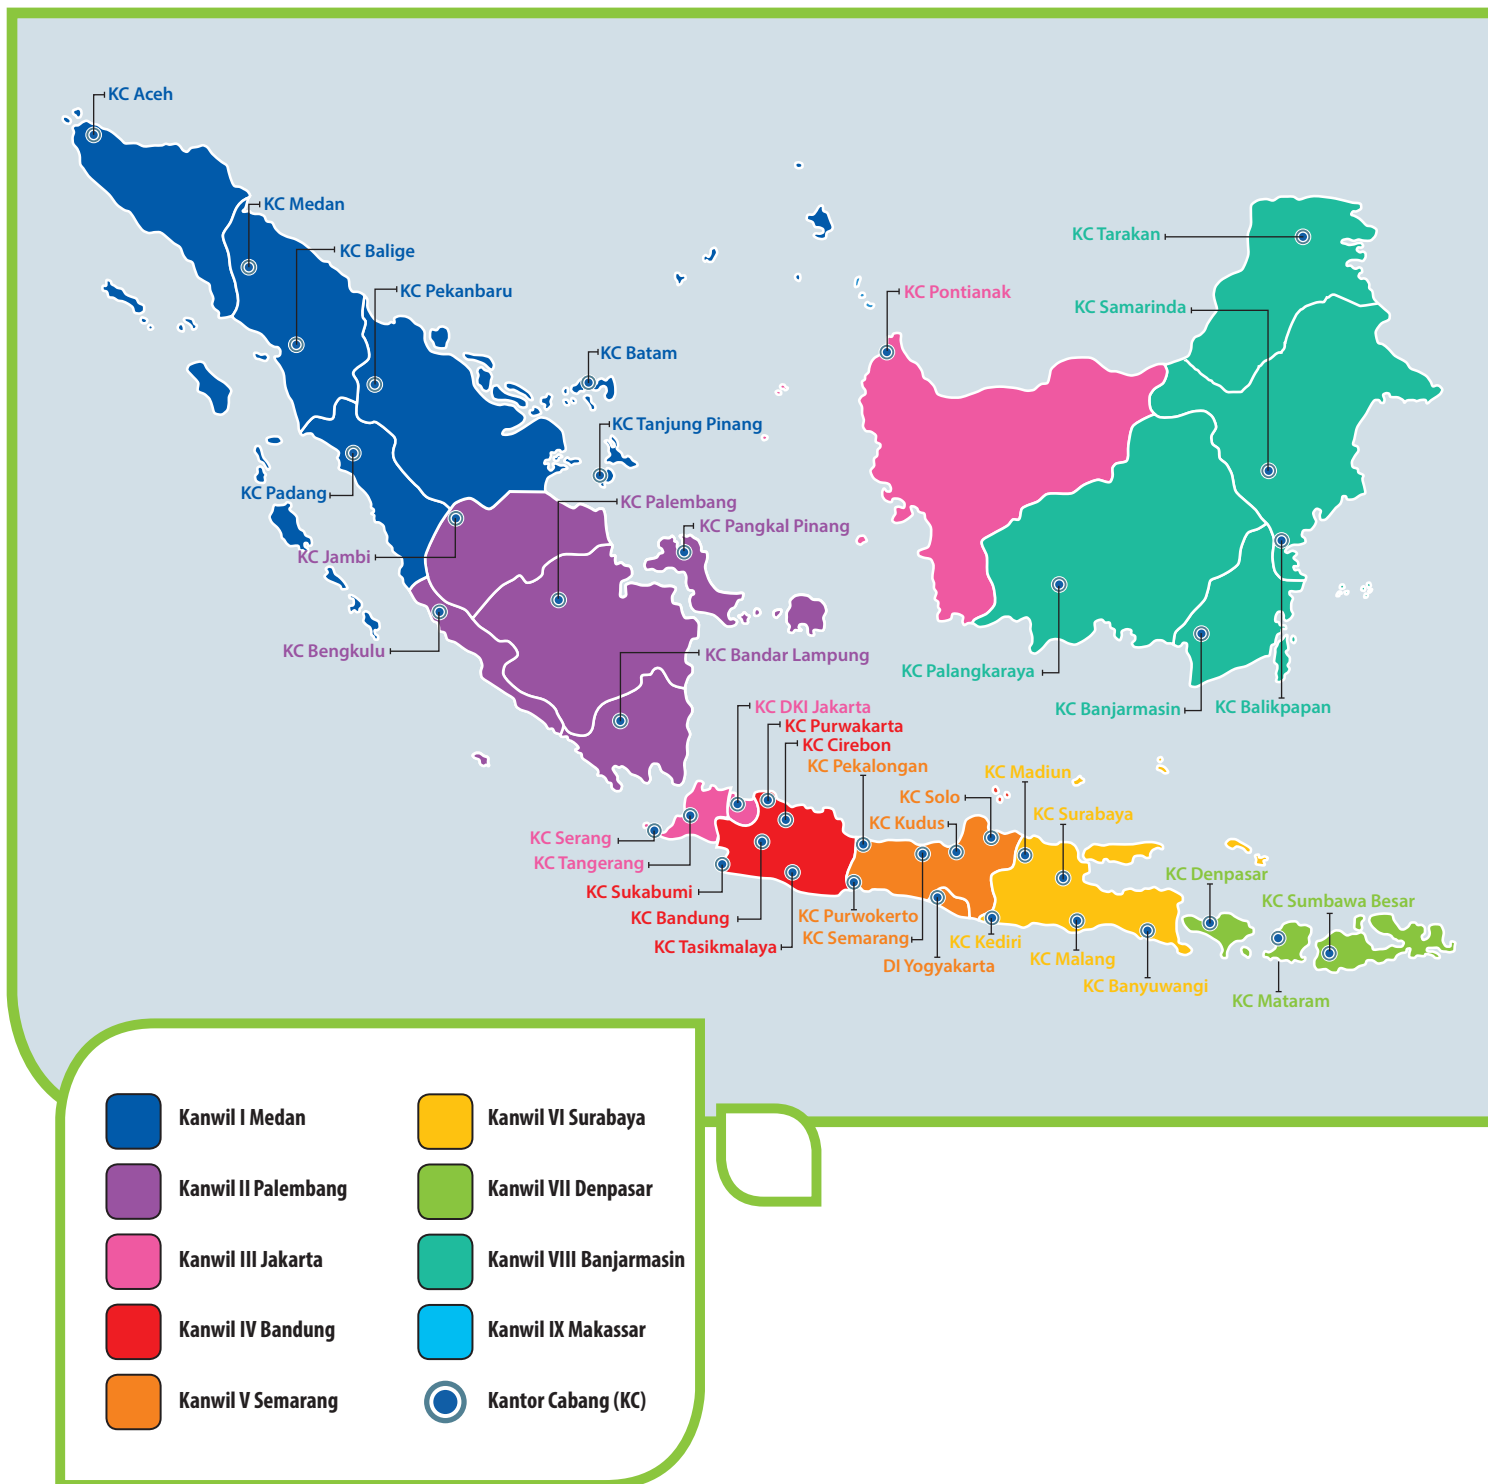 KC Aceh
KC Medan
KC Balige
KC Pekanbaru
KC Batam
KC Tanjung Pinang
KC Padang
KC Palembang
KC Pangkal Pinang
KC Jambi
KC Bengkulu
KC Bandar Lampung
KC Tarakan
KC Pontianak
KC Samarinda
KC Palangkaraya
KC Banjarmasin
KC Balikpapan
KC DKI Jakarta
KC Purwakarta
KC Cirebon
KC Pekalongan
KC Madiun
KC Solo
KC Surabaya
KC Kudus
KC Serang
KC Tangerang
KC Sukabumi
KC Bandung
KC Tasikmalaya
KC Purwokerto
KC Semarang
DI Yogyakarta
KC Kediri
KC Malang
KC Banyuwangi
KC Denpasar
KC Sumbawa Besar
KC Mataram
Kanwil I Medan
Kanwil II Palembang
Kanwil III Jakarta
Kanwil IV Bandung
Kanwil V Semarang
Kanwil VI Surabaya
Kanwil VII Denpasar
Kanwil VIII Banjarmasin
Kanwil IX Makassar
Kantor Cabang (KC)